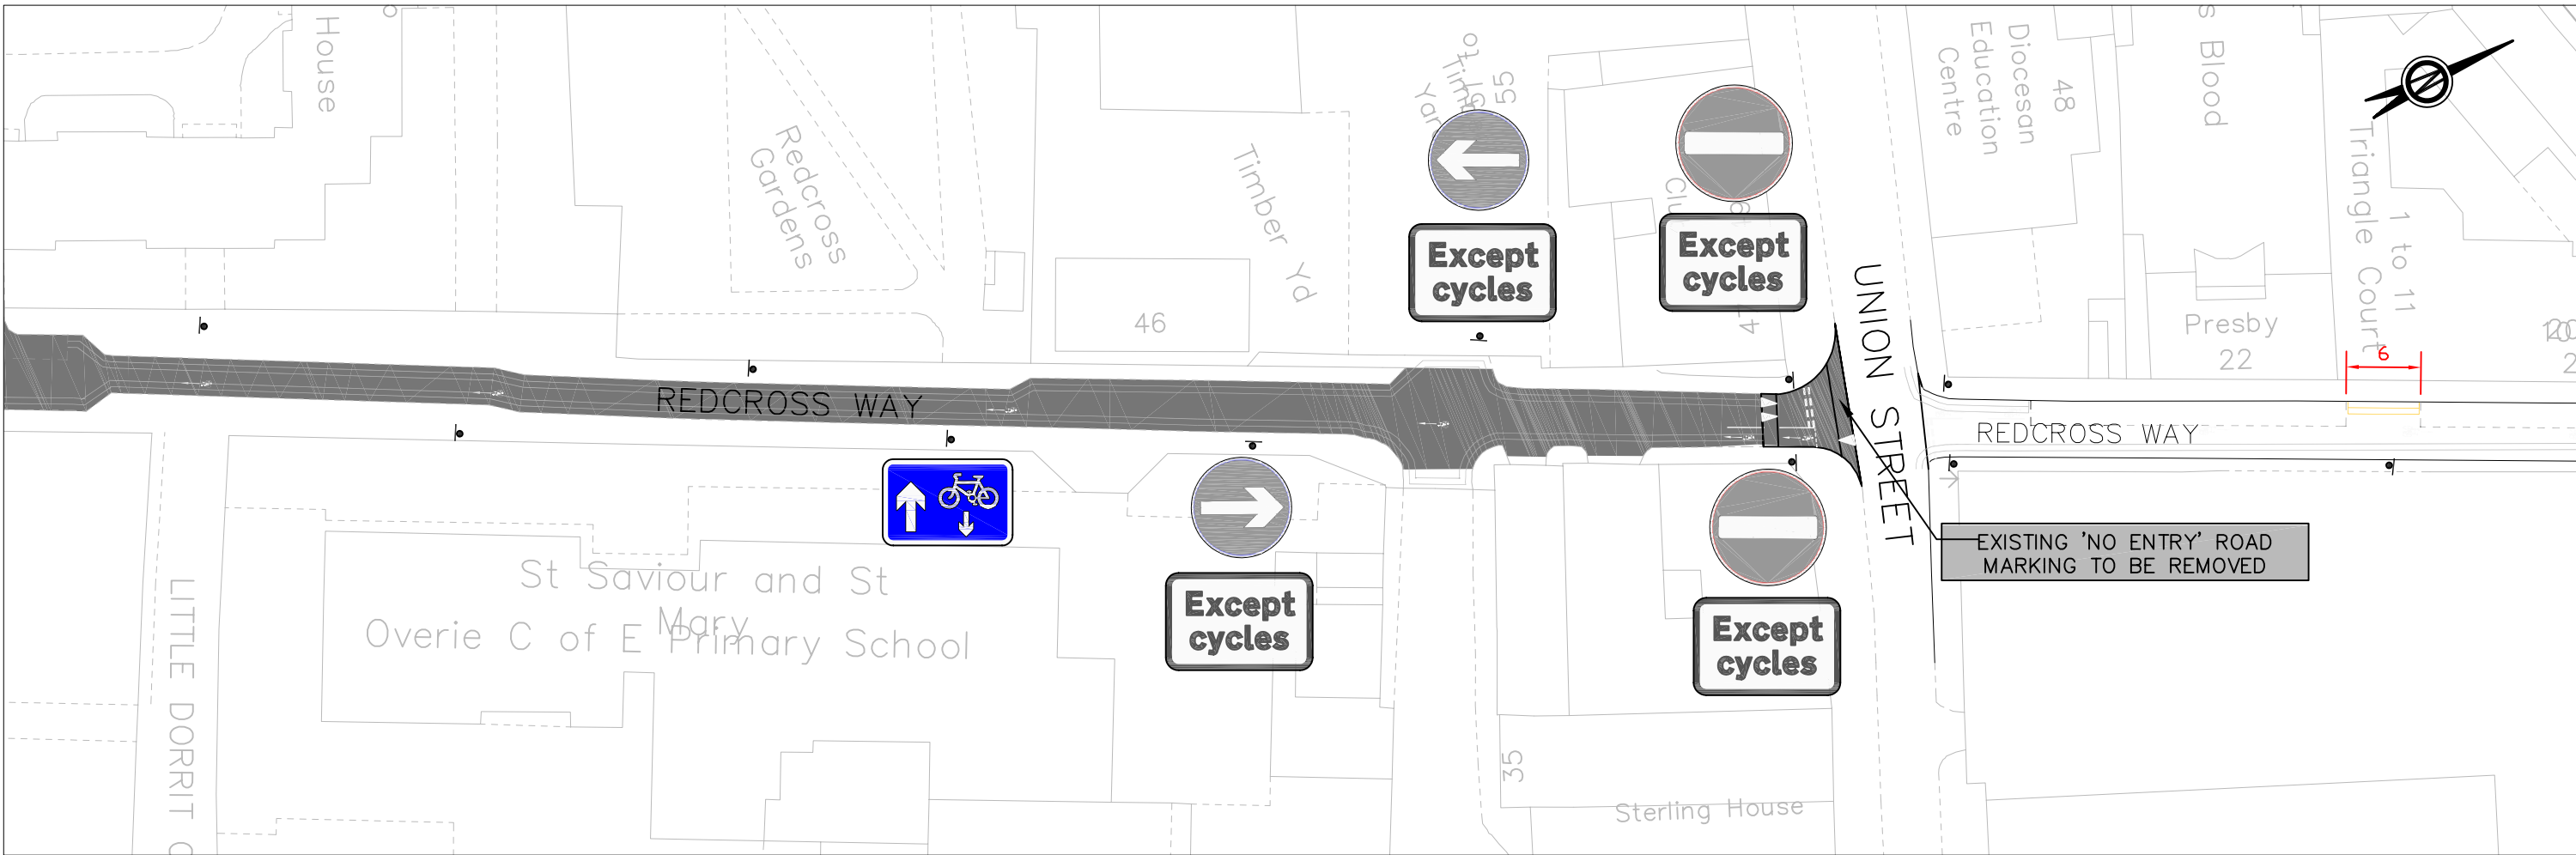 House
Redcross
Gardens
Timber Yd
46
55
Except
cycles
Except
cycles
UNION STREET
Diocesan
Education
Centre
48
s Blood
Triangle Court
1 to 11
6
Presby
22
REDCROSS WAY
REDCROSS WAY
EXISTING 'NO ENTRY' ROAD
MARKING TO BE REMOVED
St Saviour and St
Mary
Overie C of E Primary School
LITTLE DORRIT C
Except
cycles
Except
cycles
35
Sterling House